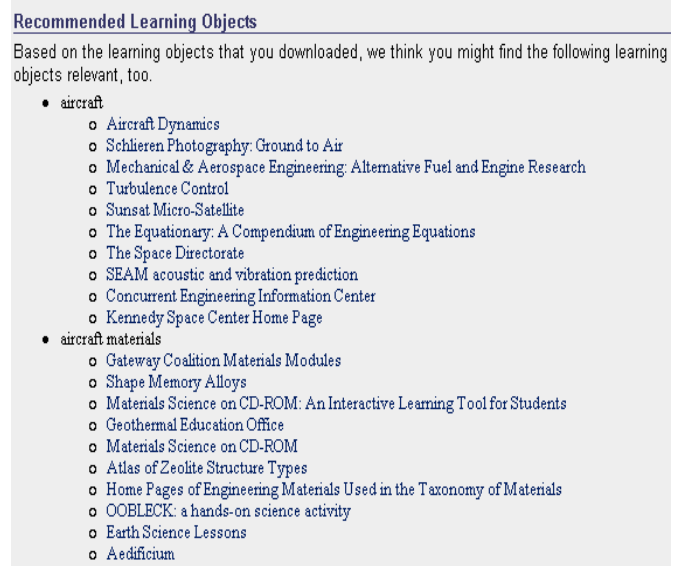 Recommended Learning Objects
Based on the learning objects that you downloaded, we think you might find the following learning
objects relevant, too.
• aircraft
o Aircraft Dynamics
o Schlieren Photography: Ground to Air
o Mechanical & Aerospace Engineering: Alternative Fuel and Engine Research
o Turbulence Control
o Sunsat Micro-Satellite
o The Equationary: A Compendium of Engineering Equations
o The Space Directorate
o SEAM acoustic and vibration prediction
o Concurrent Engineering Information Center
o Kennedy Space Center Home Page
• aircraft materials
o Gateway Coalition Materials Modules
o Shape Memory Alloys
o Materials Science on CD-ROM: An Interactive Learning Tool for Students
o Geothermal Education Office
o Materials Science on CD-ROM
o Atlas of Zeolite Structure Types
o Home Pages of Engineering Materials Used in the Taxonomy of Materials
o OOBLECK: a hands-on science activity
o Earth Science Lessons
o Aedificium